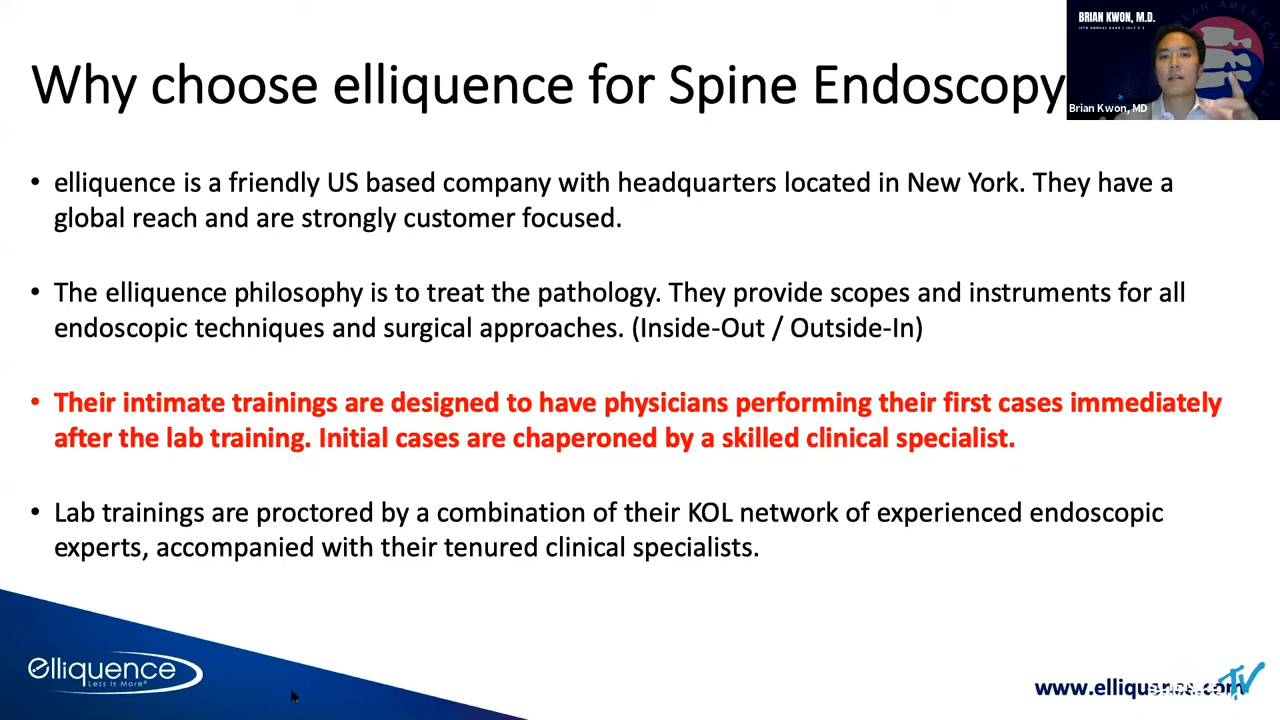 Why choose elliquence for Spine Endoscopy
BRIAN KWON, M.D.
Brian Kwon, MD
• elliquence is a friendly US based company with headquarters located in New York. They have a
global reach and are strongly customer focused.
• The elliquence philosophy is to treat the pathology. They provide scopes and instruments for all
endoscopic techniques and surgical approaches. (Inside-Out / Outside-In)
• Their intimate trainings are designed to have physicians performing their first cases immediately
after the lab training. Initial cases are chaperoned by a skilled clinical specialist.
• Lab trainings are proctored by a combination of their KOL network of experienced endoscopic
experts, accompanied with their tenured clinical specialists.
elliquence
Less Is More®
TV